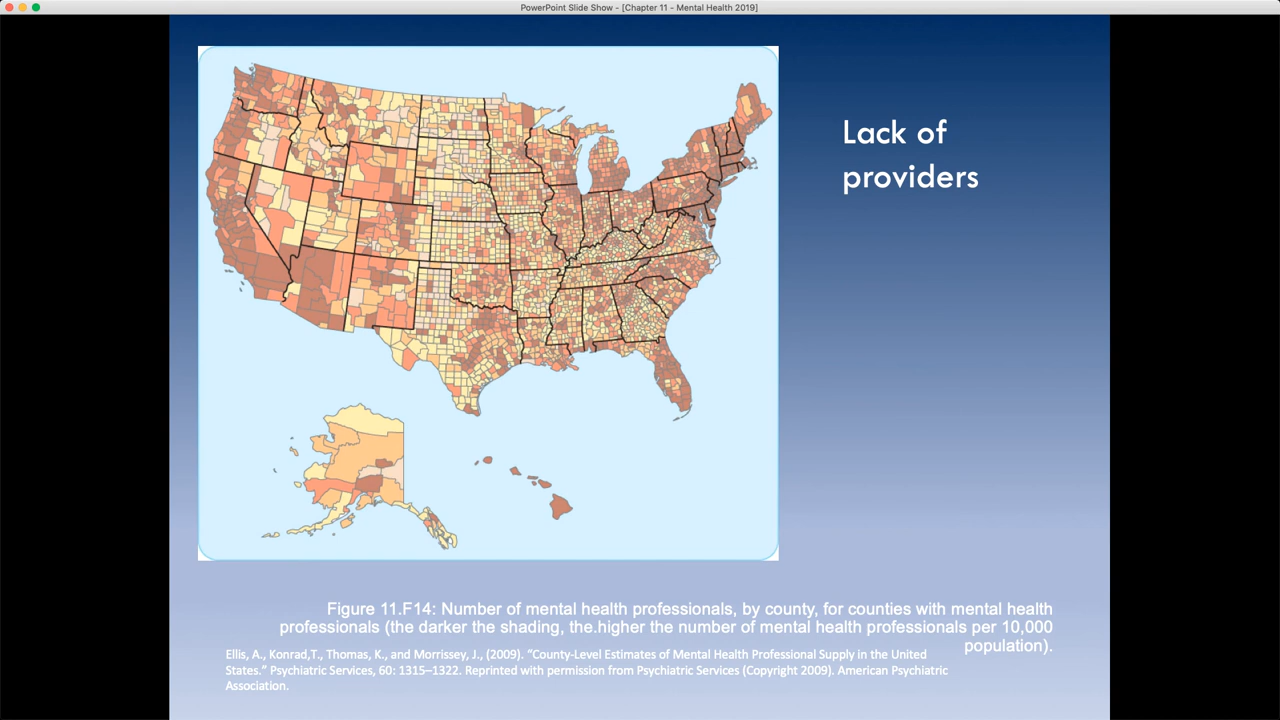 PowerPoint Slide Show - [Chapter 11 - Mental Health 2019]
Lack of
providers
Figure 11.F14: Number of mental health professionals, by county, for counties with mental health
professionals (the darker the shading, the.higher the number of mental health professionals per 10,000
population).
Ellis, A., Konrad,T., Thomas, K., and Morrissey, J., (2009). “County-Level Estimates of Mental Health Professional Supply in the United
States.” Psychiatric Services, 60: 1315–1322. Reprinted with permission from Psychiatric Services (Copyright 2009). American Psychiatric
Association.